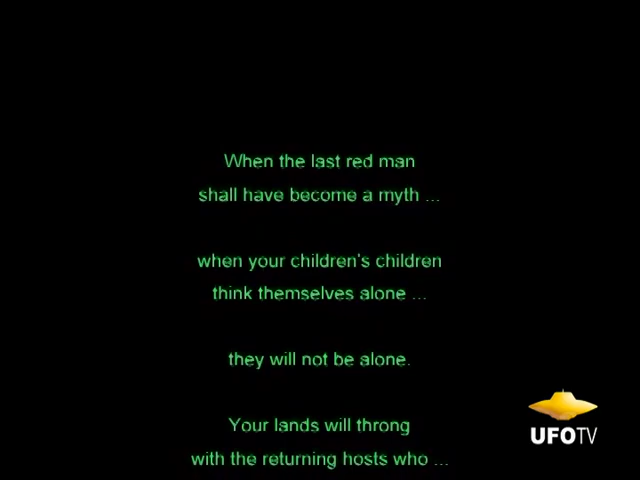 When the last red man
shall have become a myth ...
when your children's children
think themselves alone ...
they will not be alone.
Your lands will throng
with the returning hosts who ...
UFOTV